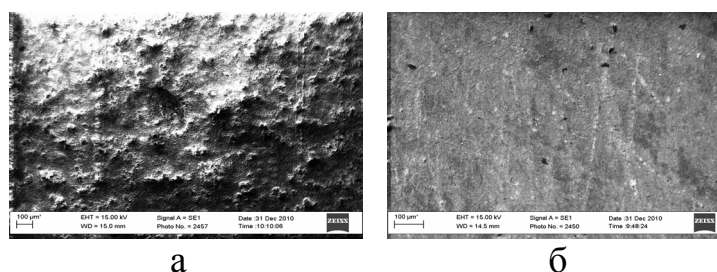 100 µm*
EHT = 15.00 kV
WD = 15.0 mm
Signal A = SE1
Photo No. = 2457
Date :31 Dec 2010
Time :10:10:06
ZEISS
100 µm*
EHT = 15.00 kV
WD = 14.5 mm
Signal A = SE1
Photo No. = 2450
Date :31 Dec 2010
Time :9:48:24
ZEISS
а
б